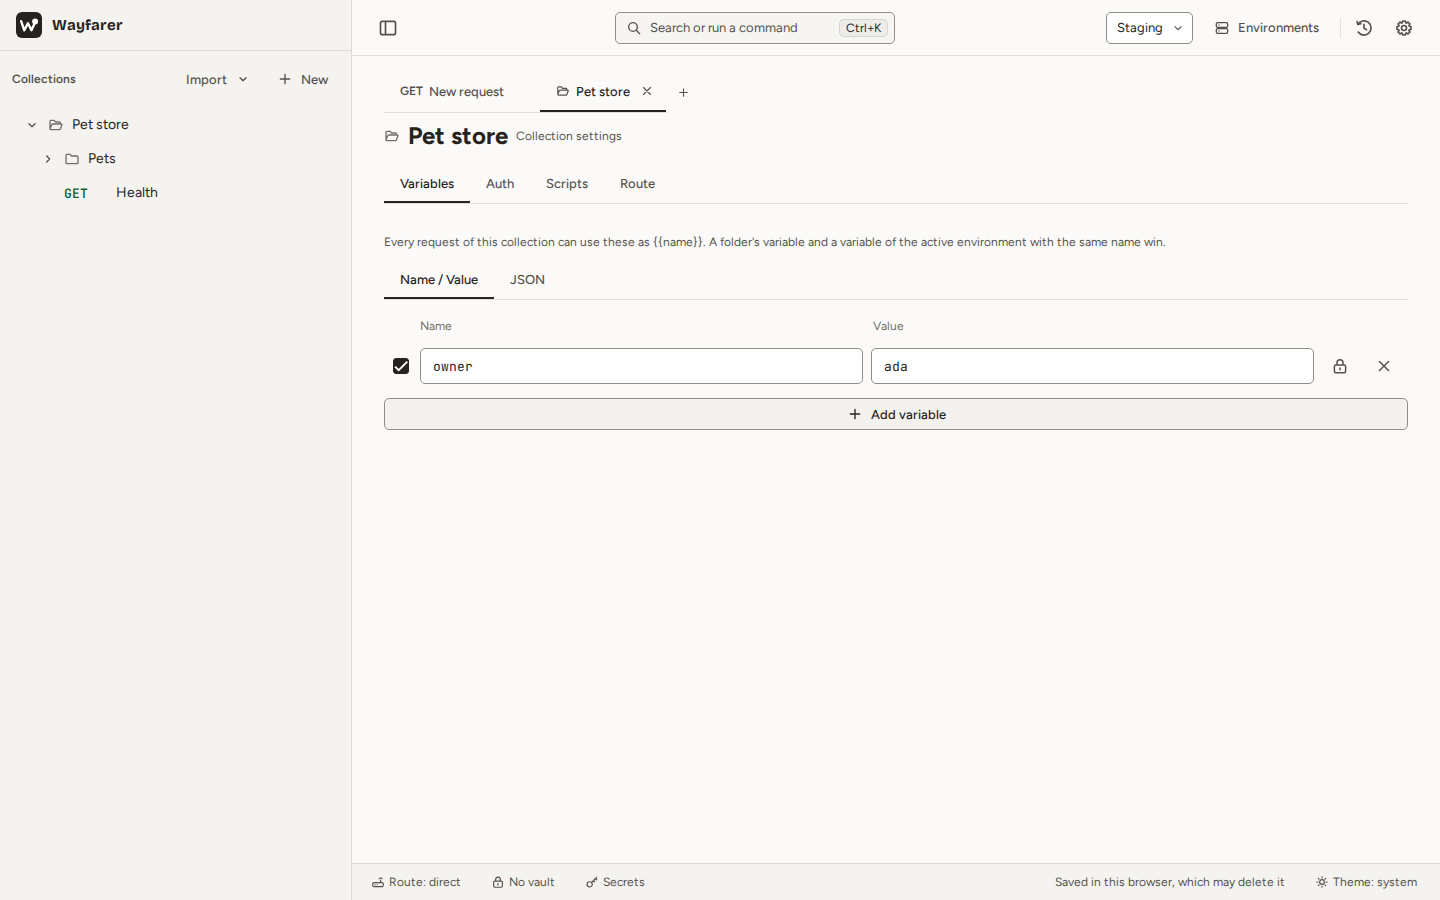 Wayfarer
Search or run a command
Ctrl+K
Staging
Environments
Collections
Import
New
Pet store
Pets
GET Health
GET New request
Pet store
Pet store Collection settings
Variables
Auth
Scripts
Route
Every request of this collection can use these as {{name}}. A folder's variable and a variable of the active environment with the same name win.
Name / Value
JSON
Name
Value
owner
ada
Add variable
Route: direct
No vault
Secrets
Saved in this browser, which may delete it
Theme: system